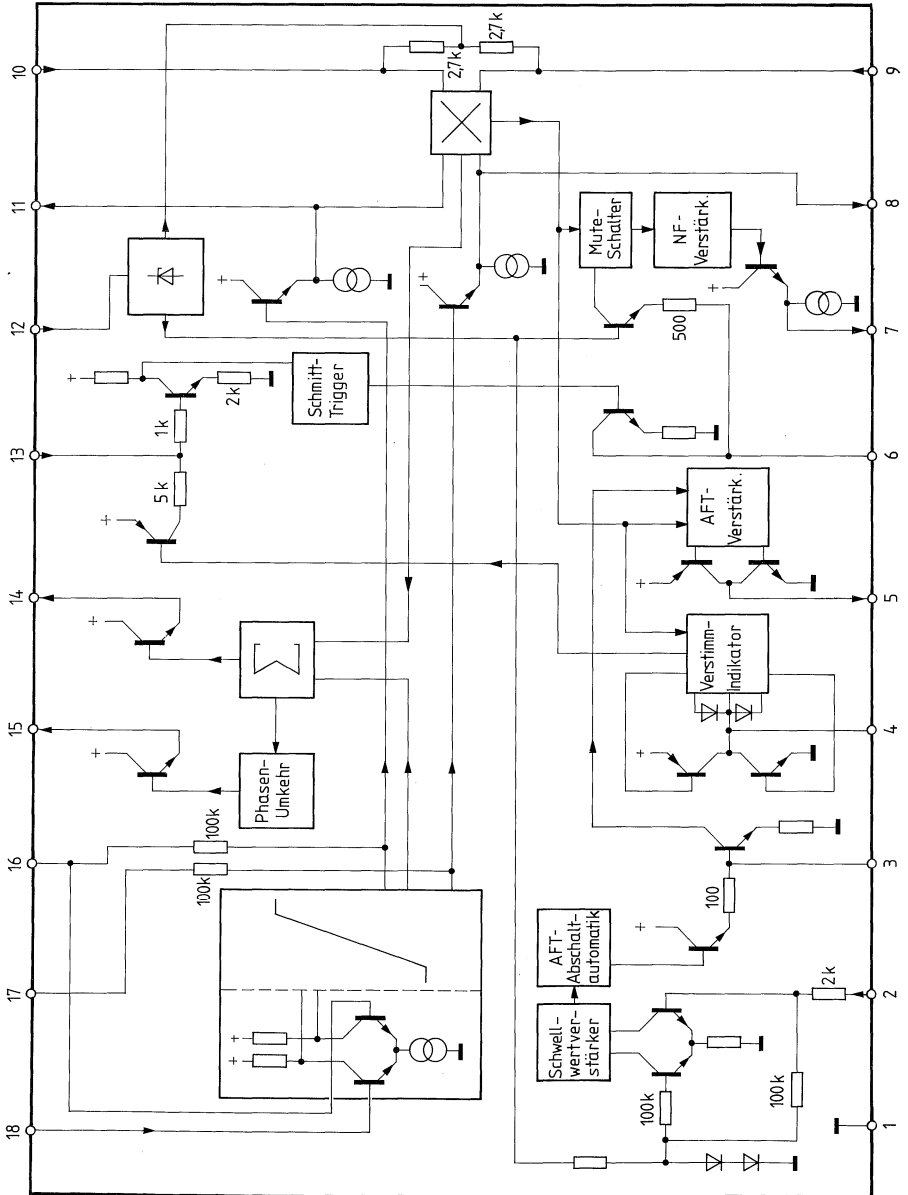 18
17
16
15
14
13
12
11
10
+
+
100k
100k
Phasen-
Umkehr
+
+
+
5k
1k
+
2k
Schmitt-
Trigger
+
+
2,7k
2,7k
Schwell-
wertver-
stärker
AFT-
Abschalt-
automatik
+
100k
100k
2k
100
+
Verstimm-
Indikator
+
AFT-
Verstärk.
500
Mute-
Schalter
NF-
Verstärk.
+
1
2
3
4
5
6
7
8
9